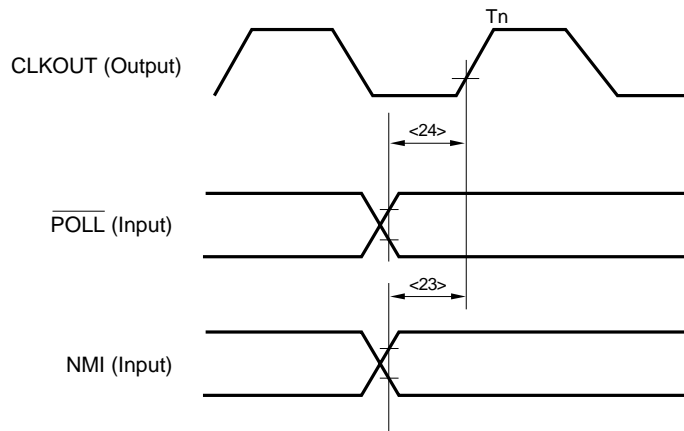 Tn
CLKOUT (Output)
<24>
POLL (Input)
<23>
NMI (Input)